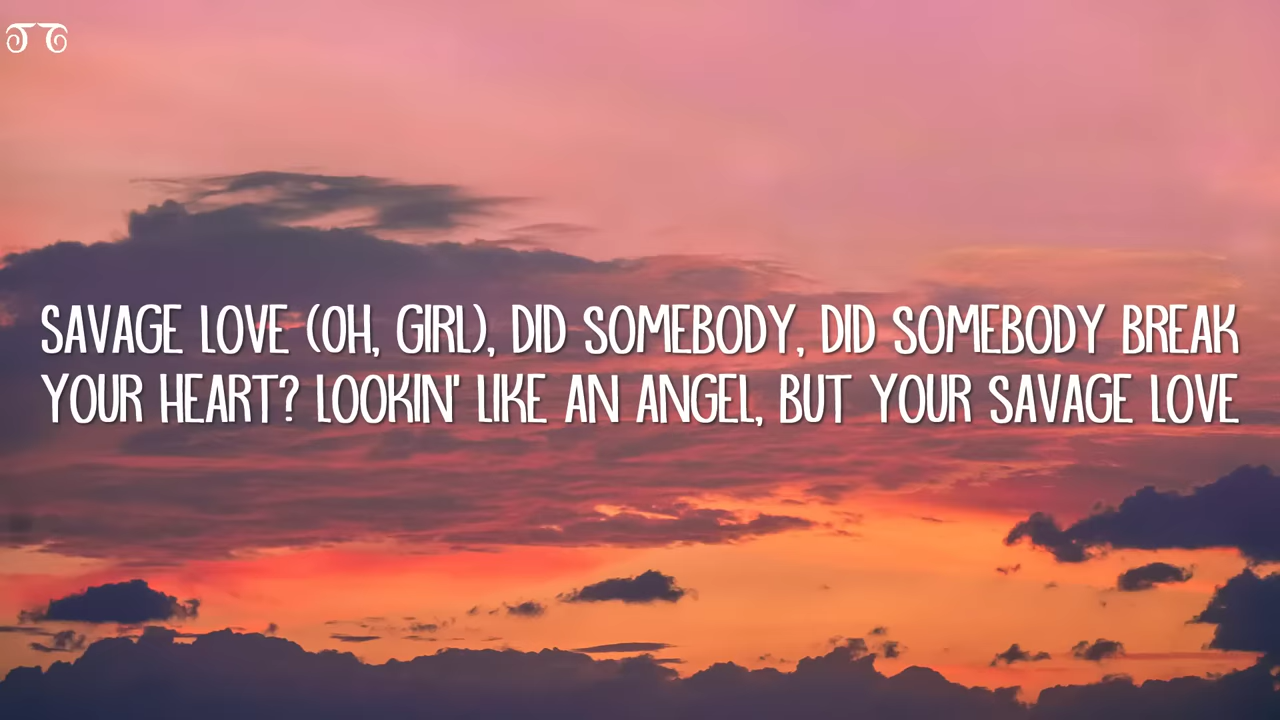 SAVAGE LOVE (OH, GIRL), DID SOMEBODY, DID SOMEBODY BREAK
YOUR HEART? LOOKIN' LIKE AN ANGEL, BUT YOUR SAVAGE LOVE